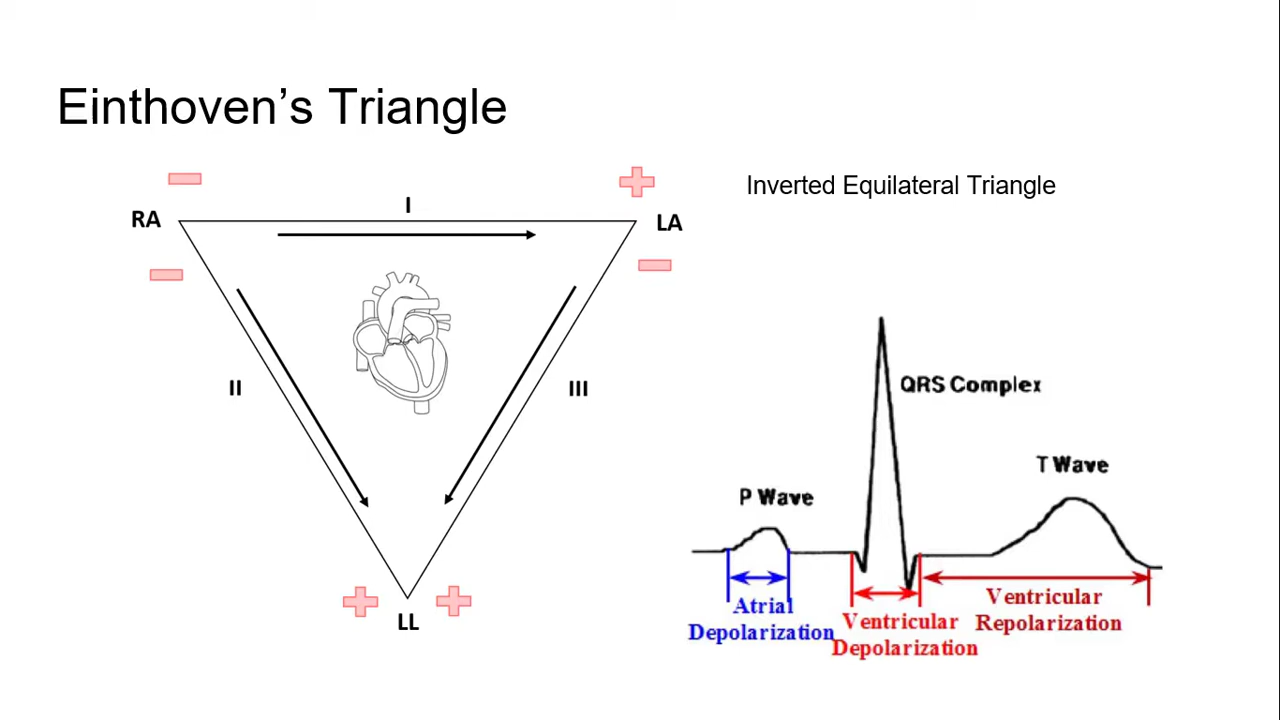 Einthoven's Triangle
Inverted Equilateral Triangle
I
RA
LA
II
III
LL
QRS Complex
T Wave
P Wave
Atrial
Depolarization
Ventricular
Depolarization
Ventricular
Repolarization